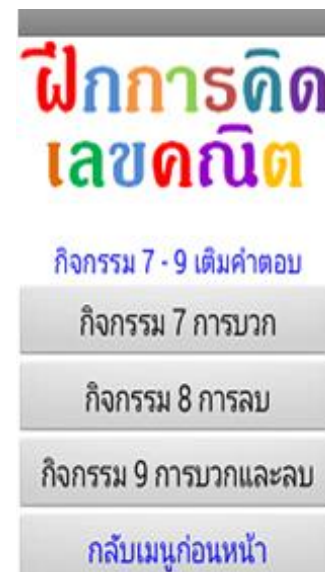 ฝึกการคิด
เลขคณิต
กิจกรรม 7 - 9 เติมคำตอบ
กิจกรรม 7 การบวก
กิจกรรม 8 การลบ
กิจกรรม 9 การบวกและลบ
กลับเมนูก่อนหน้า